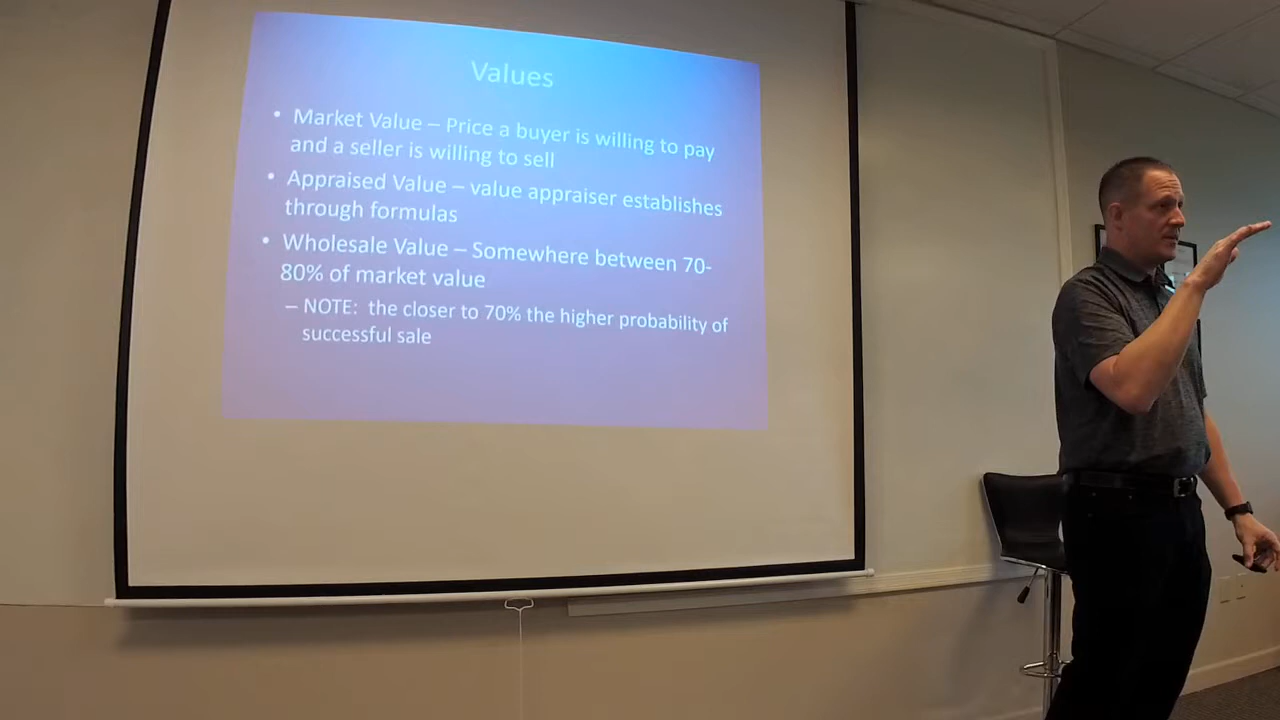 Values
• Market Value – Price a buyer is willing to pay
and a seller is willing to sell
• Appraised Value – value appraiser establishes
through formulas
• Wholesale Value – Somewhere between 70-
80% of market value
– NOTE: the closer to 70% the higher probability of
successful sale